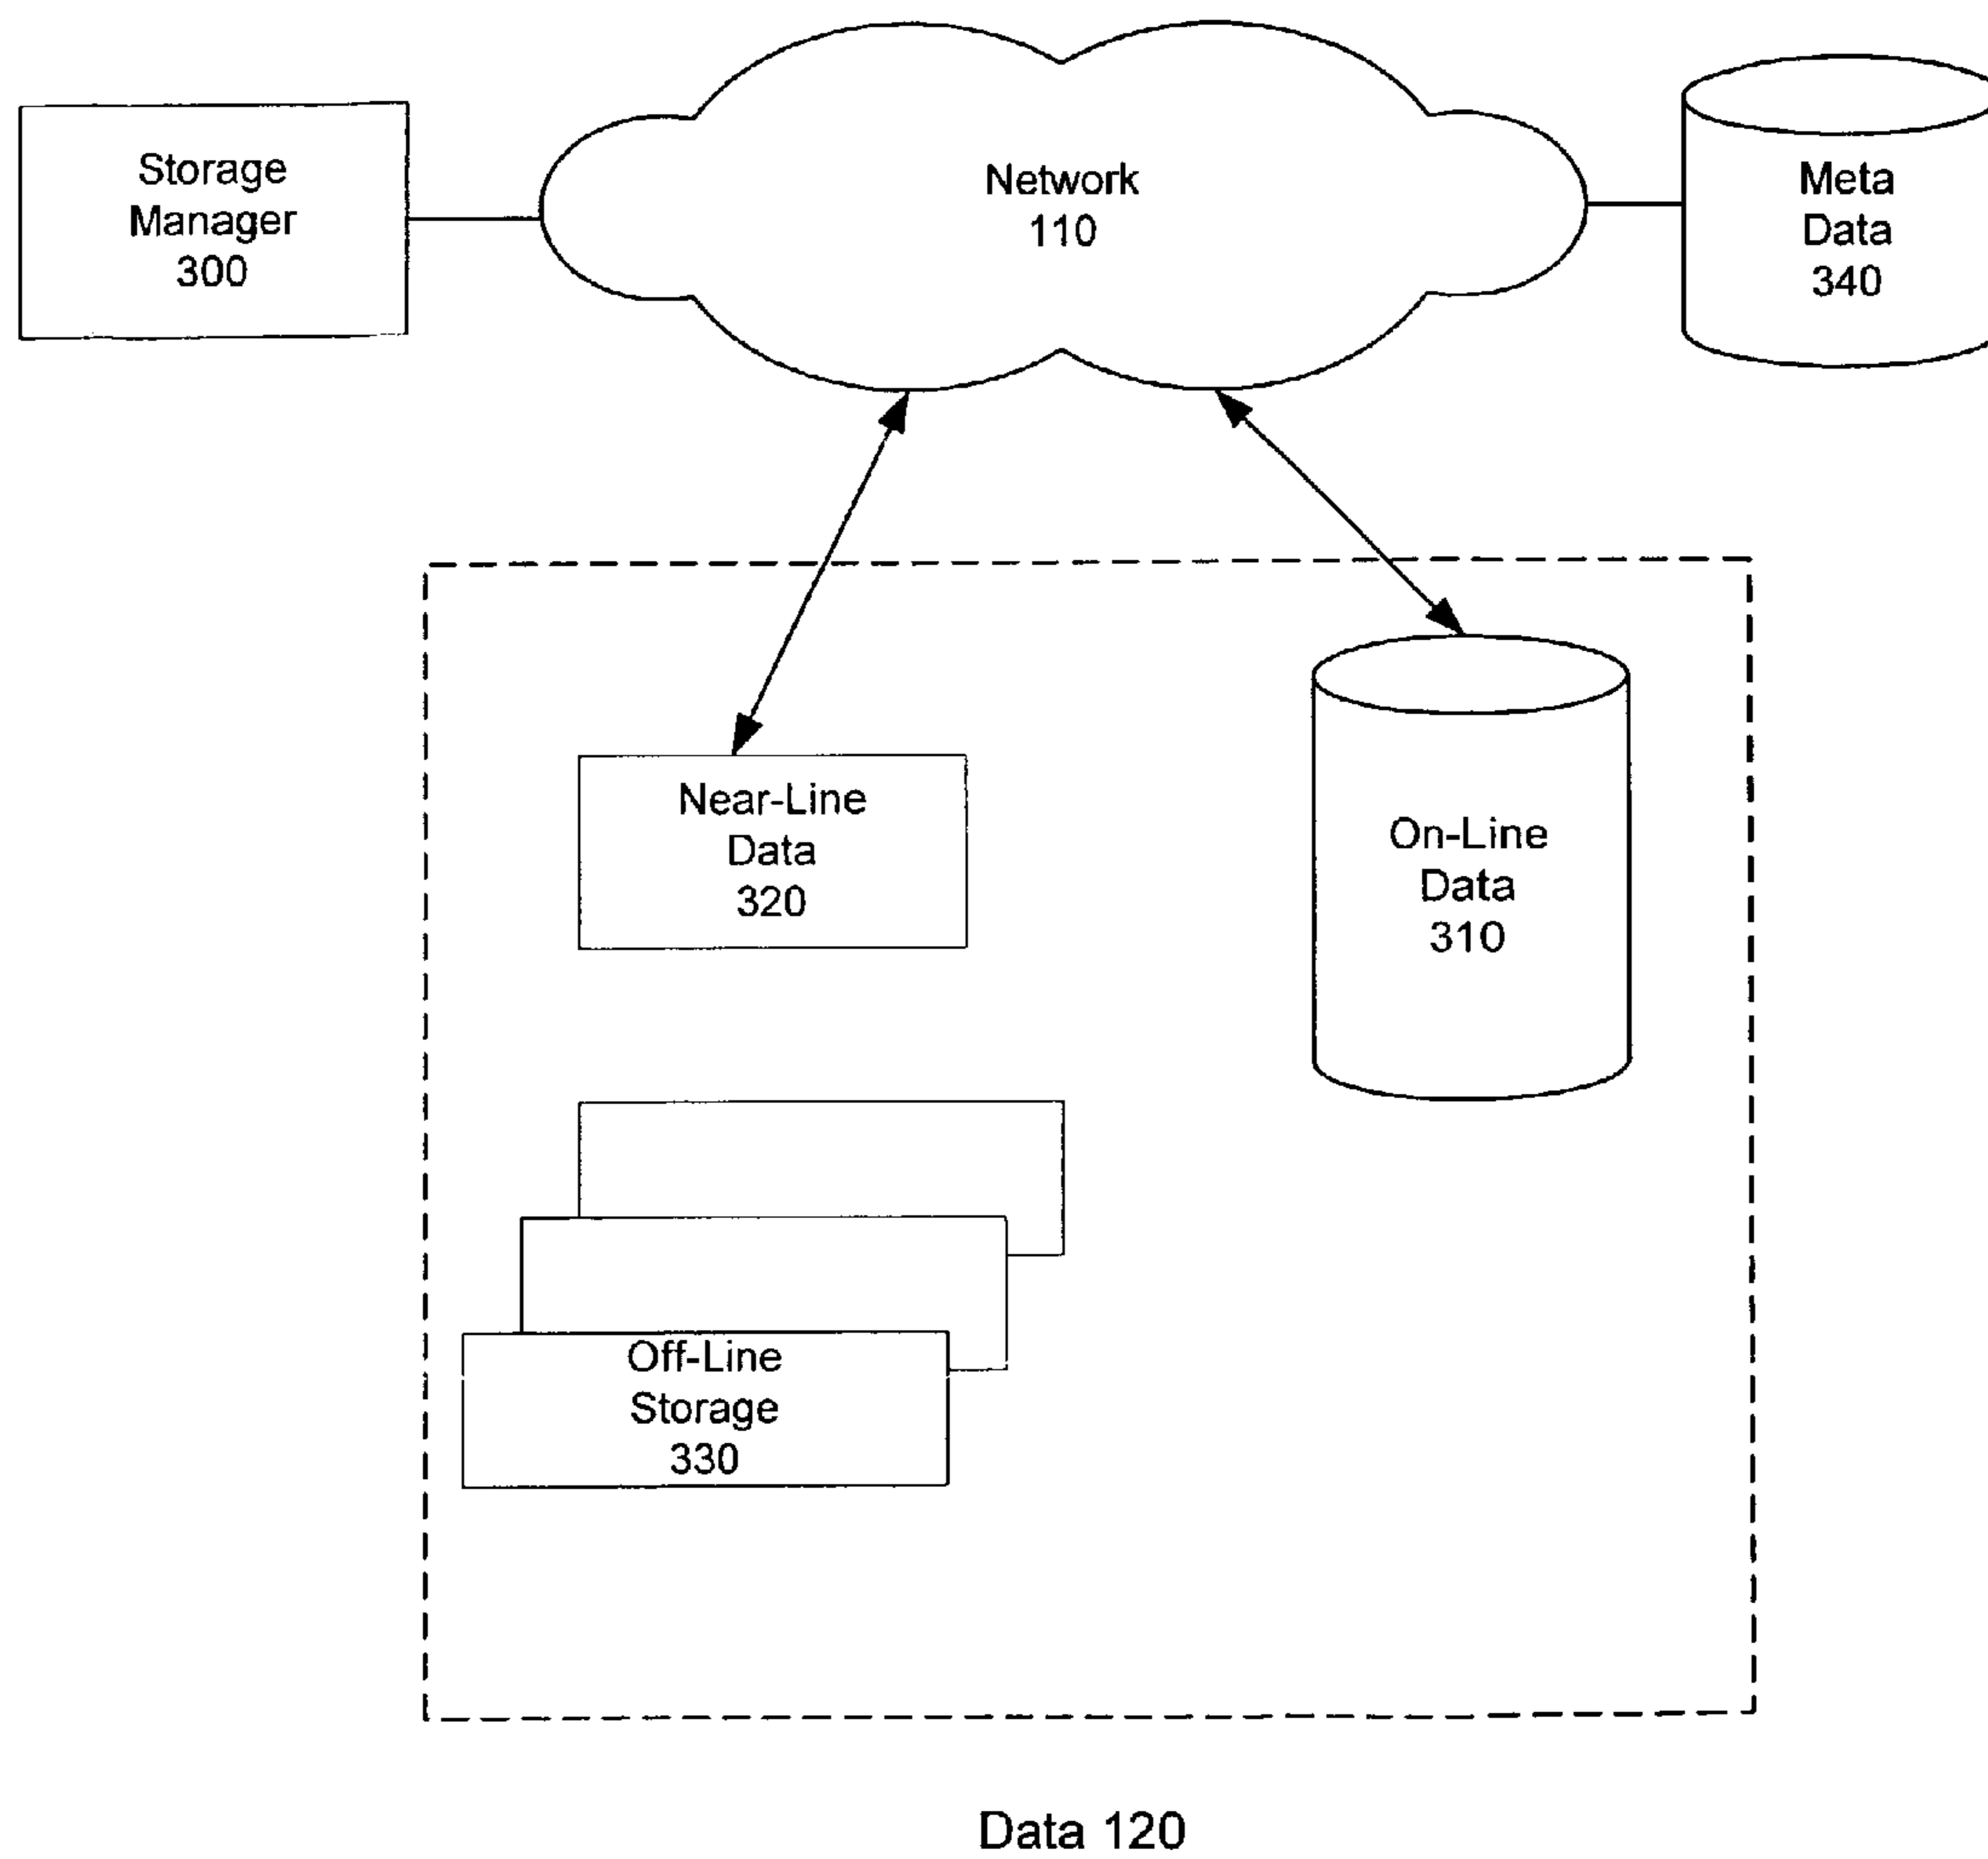 Storage
Manager
300
Network
110
Meta
Data
340
Near-Line
Data
320
On-Line
Data
310
Off-Line
Storage
330
Data 120